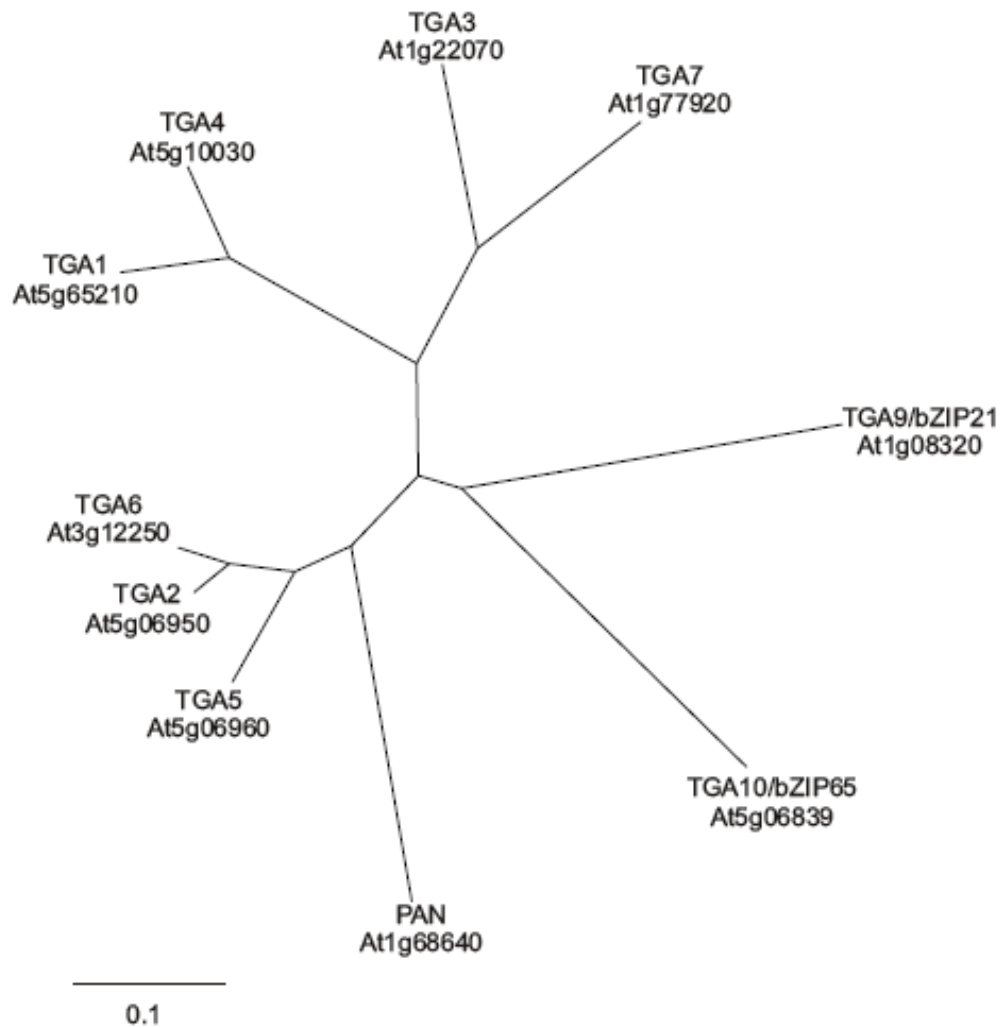 TGA3
At1g22070
TGA7
At1g77920
TGA4
At5g10030
TGA1
At5g65210
TGA9/bZIP21
At1g08320
TGA6
At3g12250
TGA2
At5g06950
TGA5
At5g06960
TGA10/bZIP65
At5g06839
PAN
At1g68640
0.1